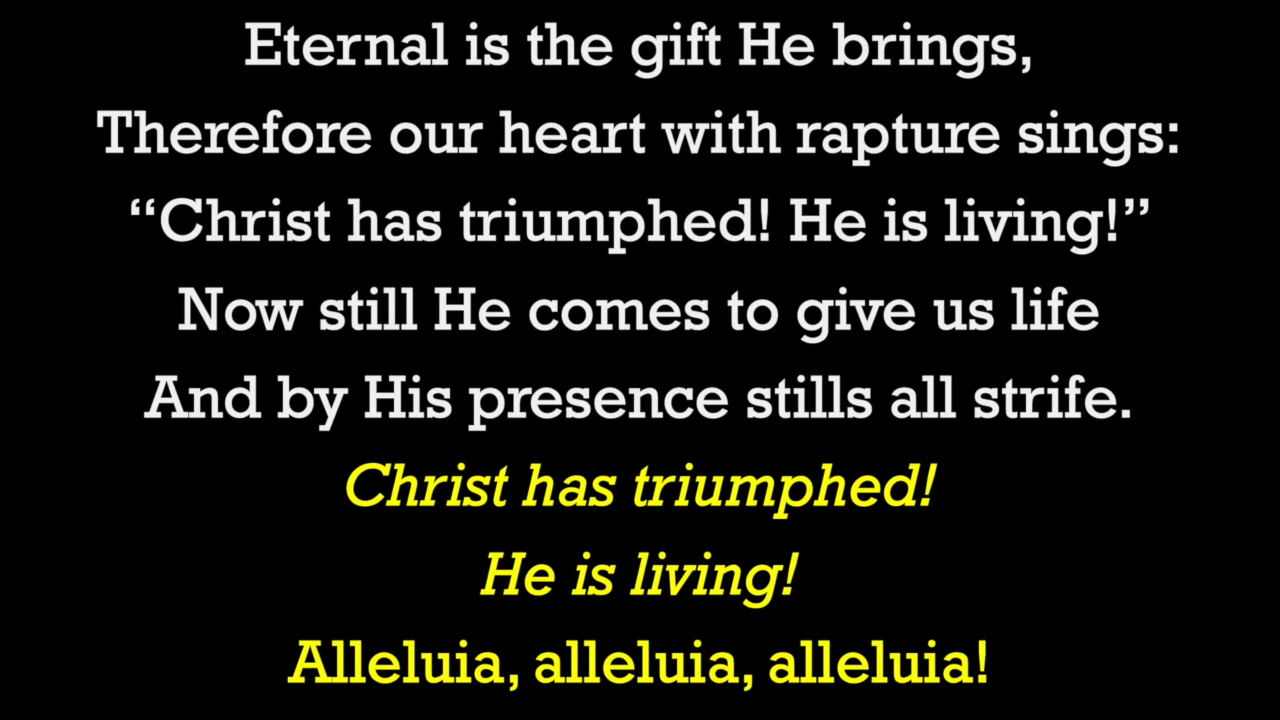 Eternal is the gift He brings,
Therefore our heart with rapture sings:
“Christ has triumphed! He is living!”
Now still He comes to give us life
And by His presence stills all strife.
Christ has triumphed!
He is living!
Alleluia, alleluia, alleluia!